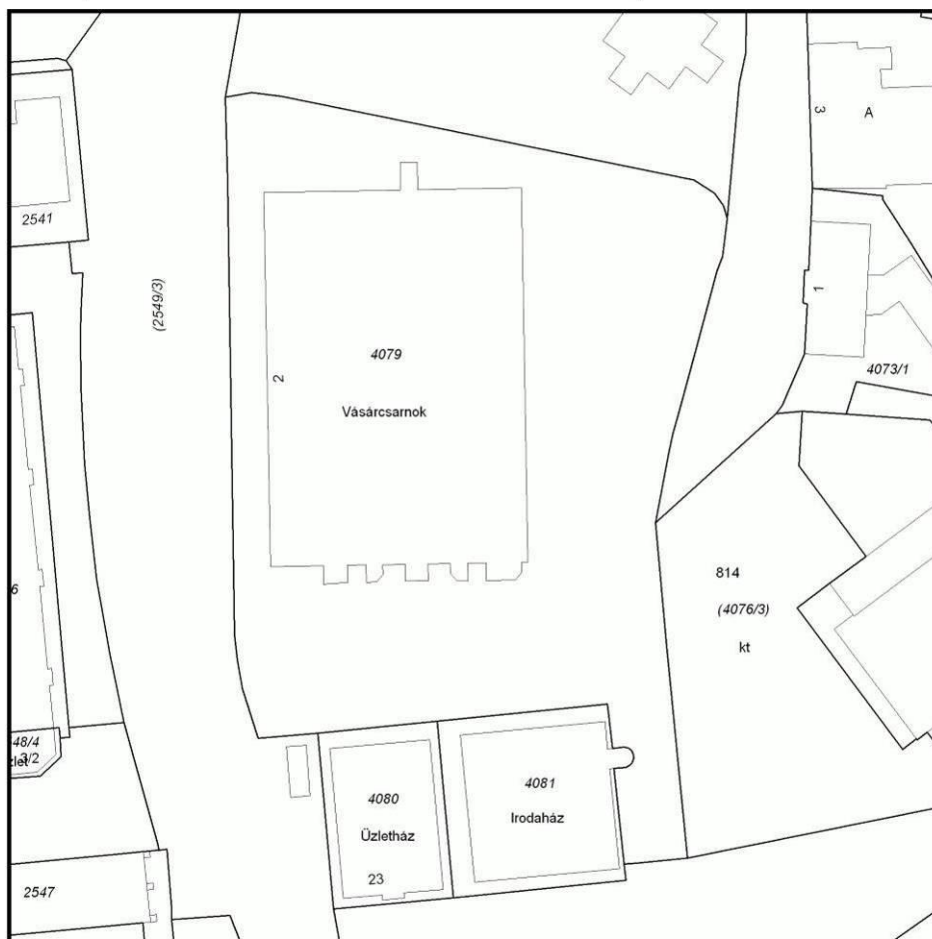 3
A
2541
(2549/3)
1
4079
2
Vásárcsarnok
4073/1
814
(4076/3)
kt
6
48/4
3/2
zlet
4081
4080
Irodaház
Üzletház
23
2547